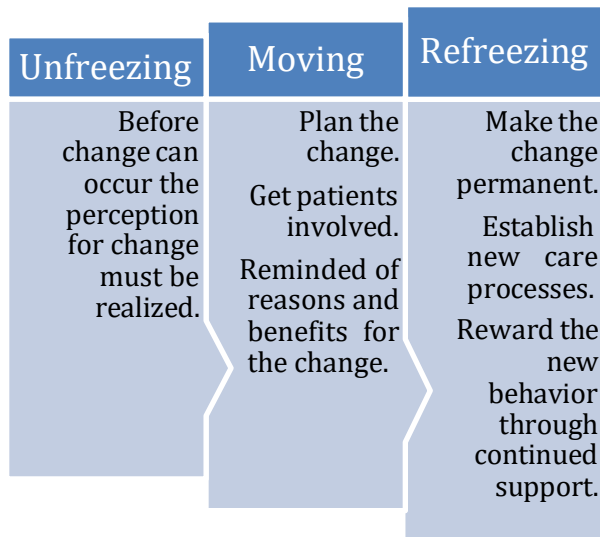 Unfreezing
Before
change can
occur the
perception
for change
must be
realized.
Moving
Plan the
change.
Get patients
involved.
Reminded of
reasons and
benefits for
the change.
Refreezing
Make the
change
permanent.
Establish
new care
processes.
Reward the
new
behavior
through
continued
support.